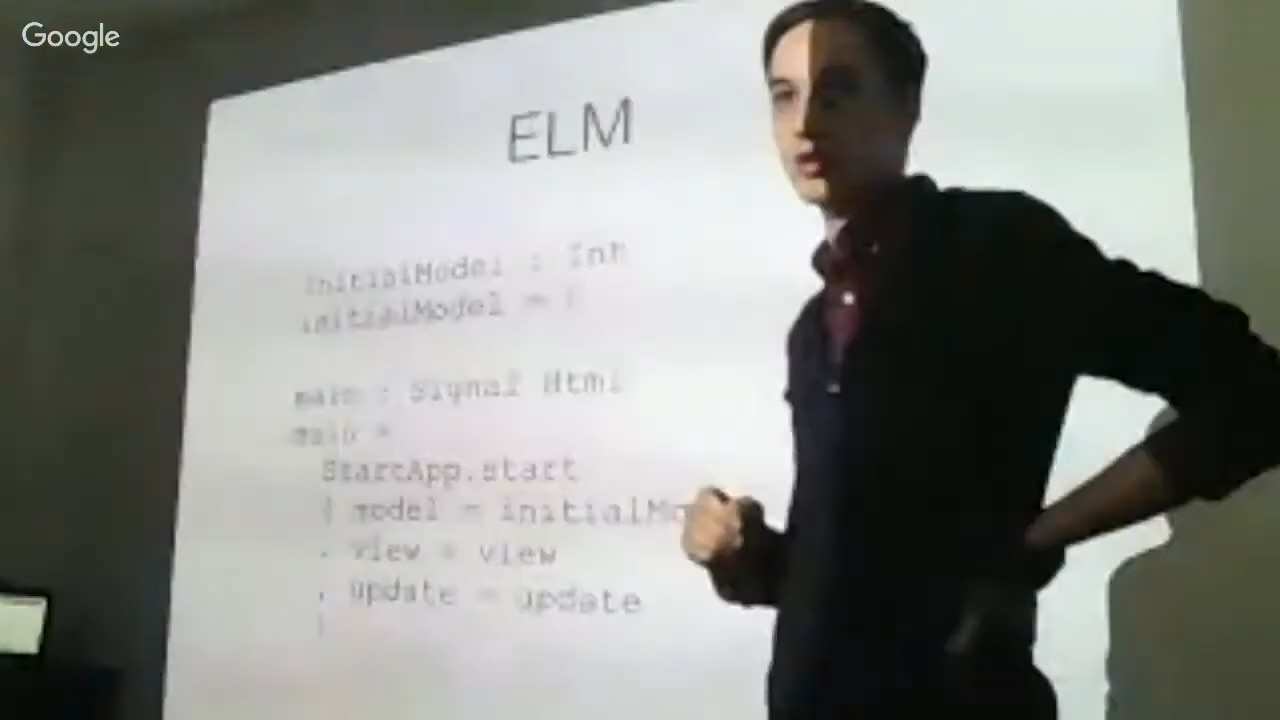 Google
ELM
initialModel : Int
initialModel =
main : Signal Html
main =
StartApp.start
{ model = initialMo
, view = view
, update = update